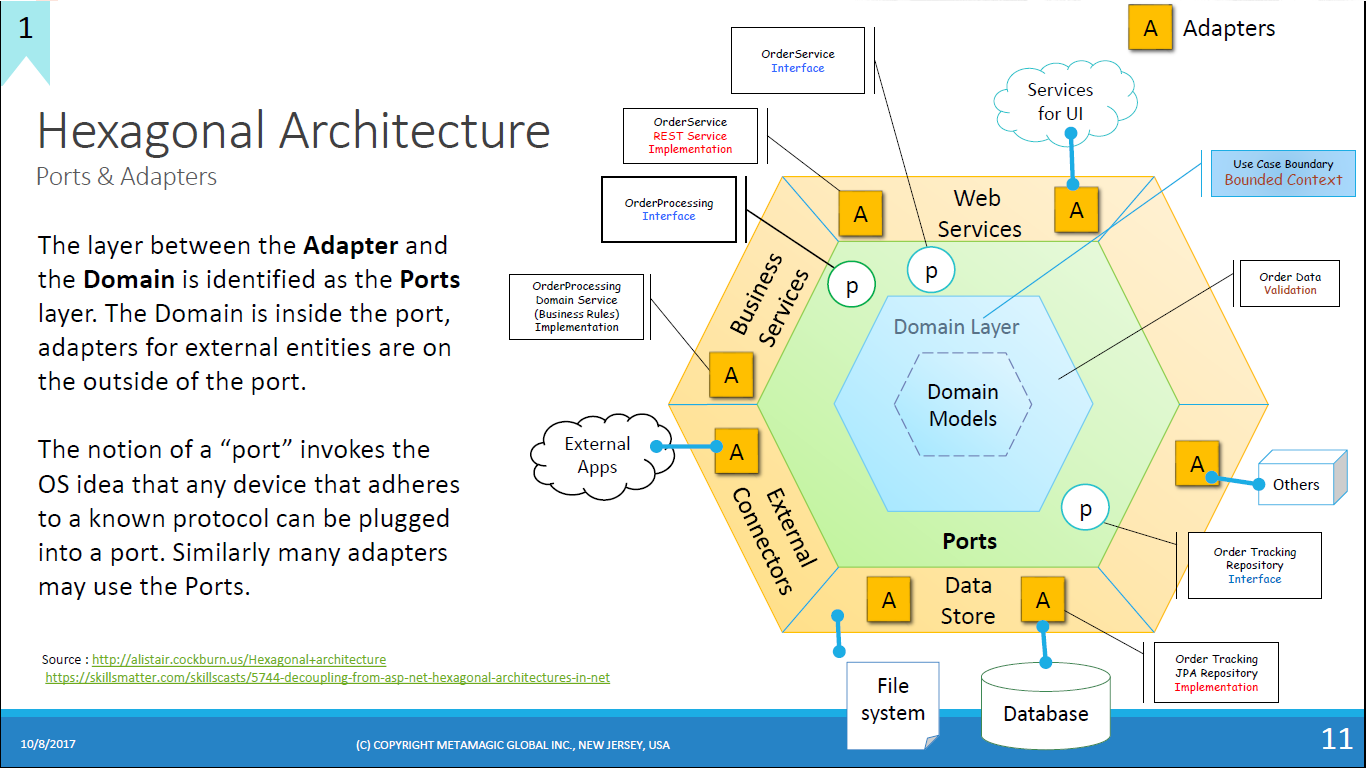 1
Hexagonal Architecture
Ports & Adapters
The layer between the Adapter and
the Domain is identified as the Ports
layer. The Domain is inside the port,
adapters for external entities are on
the outside of the port.
The notion of a “port” invokes the
OS idea that any device that adheres
to a known protocol can be plugged
into a port. Similarly many adapters
may use the Ports.
Source : http://alistair.cockburn.us/Hexagonal+architecture
https://skillsmatter.com/skillscasts/5744-decoupling-from-asp-net-hexagonal-architectures-in-net
A Adapters
OrderService
Interface
Services
for UI
OrderService
REST Service
Implementation
Use Case Boundary
Bounded Context
OrderProcessing
Interface
A
Web
Services
A
p
p
Business
Services
Order Data
Validation
OrderProcessing
Domain Service
(Business Rules)
Implementation
Domain Layer
A
Domain
Models
External
Apps
A
A
Others
External
Connectors
p
Ports
Order Tracking
Repository
Interface
A
Data
Store
A
Order Tracking
JPA Repository
Implementation
File
system
Database
10/8/2017
(C) COPYRIGHT METAMAGIC GLOBAL INC., NEW JERSEY, USA
11